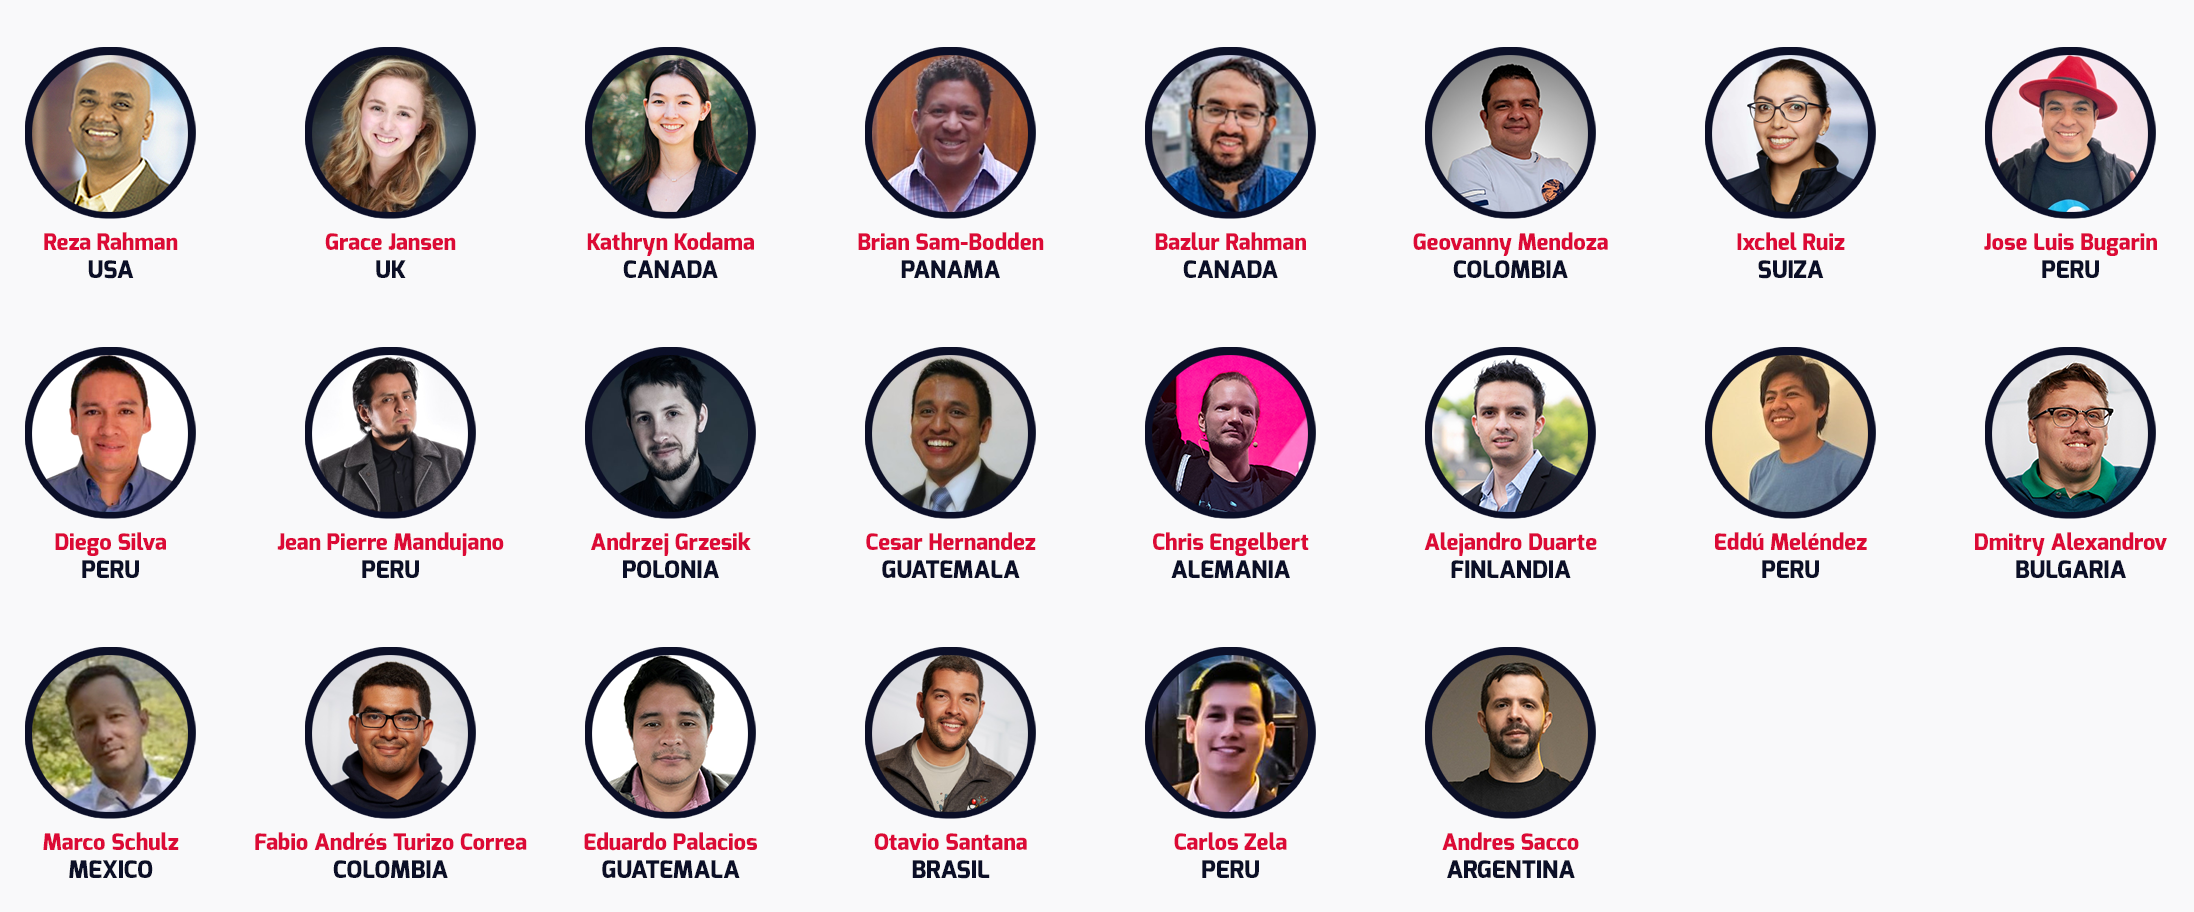 Reza Rahman
USA
Grace Jansen
UK
Kathryn Kodama
CANADA
Brian Sam-Bodden
PANAMA
Bazlur Rahman
CANADA
Geovanny Mendoza
COLOMBIA
Ixchel Ruiz
SUIZA
Jose Luis Bugarin
PERU
Diego Silva
PERU
Jean Pierre Mandujano
PERU
Andrzej Grzesik
POLONIA
Cesar Hernandez
GUATEMALA
Chris Engelbert
ALEMANIA
Alejandro Duarte
FINLANDIA
Eddú Meléndez
PERU
Dmitry Alexandrov
BULGARIA
Marco Schulz
MEXICO
Fabio Andrés Turizo Correa
COLOMBIA
Eduardo Palacios
GUATEMALA
Otavio Santana
BRASIL
Carlos Zela
PERU
Andres Sacco
ARGENTINA